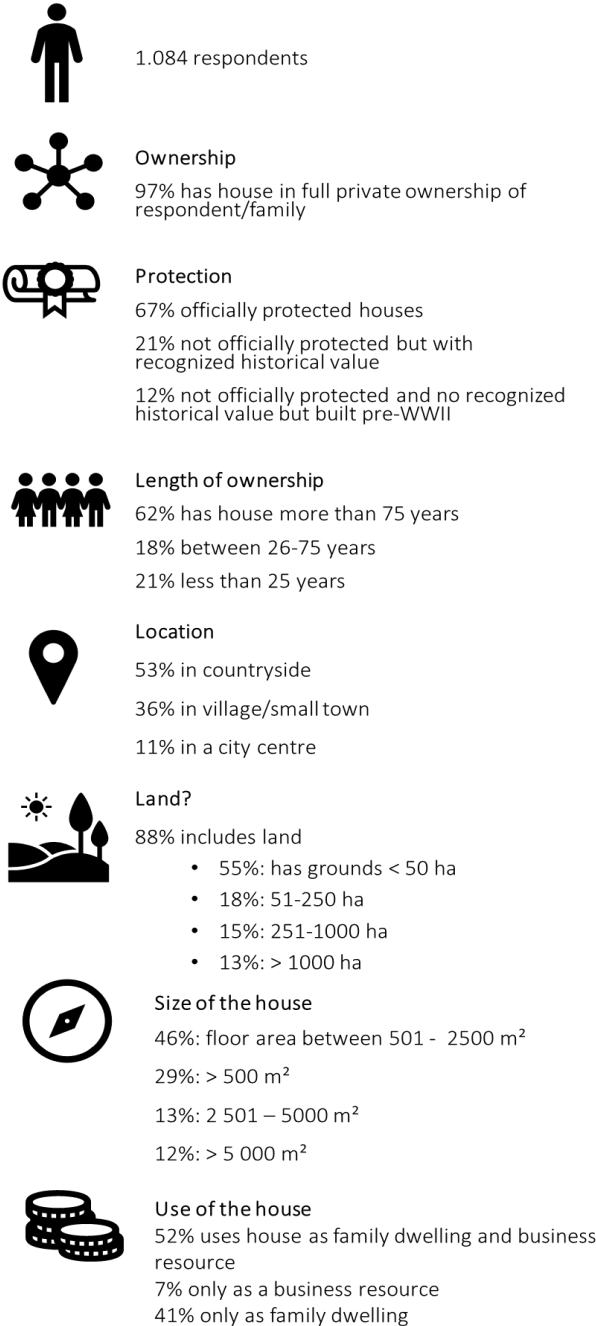 1.084 respondents
Ownership
97% has house in full private ownership of
respondent/family
Protection
67% officially protected houses
21% not officially protected but with
recognized historical value
12% not officially protected and no recognized
historical value but built pre-WWII
Length of ownership
62% has house more than 75 years
18% between 26-75 years
21% less than 25 years
Location
53% in countryside
36% in village/small town
11% in a city centre
Land?
88% includes land
• 55%: has grounds < 50 ha
• 18%: 51-250 ha
• 15%: 251-1000 ha
• 13%: > 1000 ha
Size of the house
46%: floor area between 501 - 2500 m²
29%: > 500 m²
13%: 2 501 – 5000 m²
12%: > 5 000 m²
Use of the house
52% uses house as family dwelling and business
resource
7% only as a business resource
41% only as family dwelling